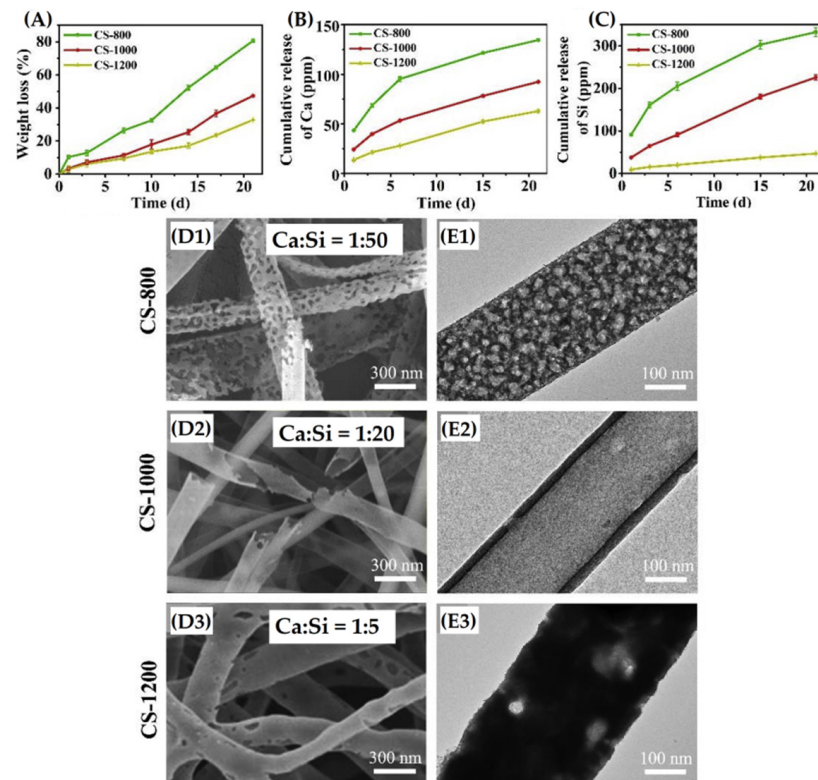 (A)
Weight loss (%)
80
60
40
20
0
CS-800
CS-1000
CS-1200
0 5 10 15 20
Time (d)
(B)
Cumulative release
of Ca (ppm)
150
100
50
0
CS-800
CS-1000
CS-1200
0 5 10 15 20
Time (d)
(C)
Cumulative release
of Si (ppm)
300
200
100
0
CS-800
CS-1000
CS-1200
0 5 10 15 20
Time (d)
CS-800
(D1)
Ca:Si = 1:50
300 nm
(E1)
100 nm
CS-1000
(D2)
Ca:Si = 1:20
300 nm
(E2)
100 nm
CS-1200
(D3)
Ca:Si = 1:5
300 nm
(E3)
100 nm